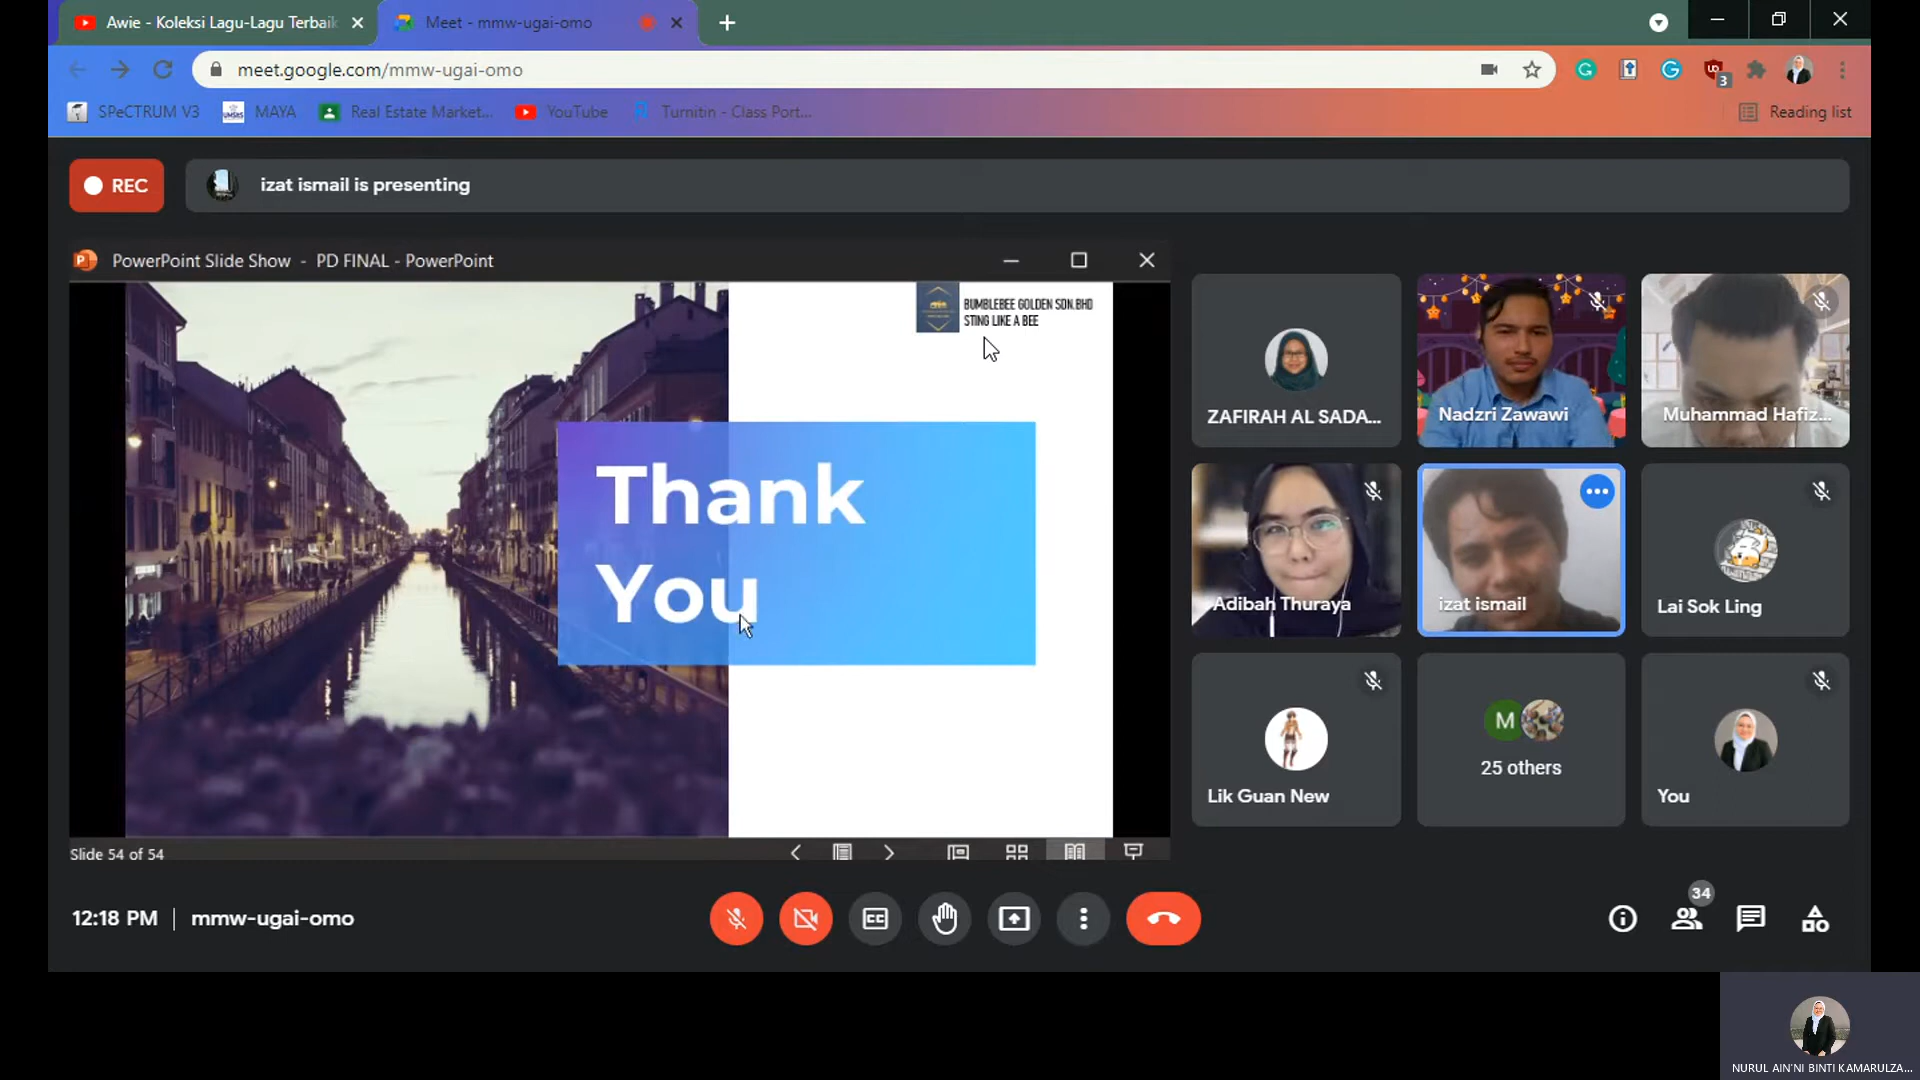 Awie - Koleksi Lagu-Lagu Terbaik
Meet - mmw-ugai-omo
meet.google.com/mmw-ugai-omo
3
SPeCTRUM V3
MAYA
Real Estate Market...
YouTube
Turnitin - Class Port...
Reading list
REC
izat ismail is presenting
PowerPoint Slide Show - PD FINAL - PowerPoint
BUMBLEBEE GOLDEN SDN.BHD
STING LIKE A BEE
Thank
You
Slide 54 of 54
ZAFIRAH AL SADA...
Nadzri Zawawi
Muhammad Hafiz...
Adibah Thuraya
izat ismail
Lai Sok Ling
Lik Guan New
M
25 others
You
12:18 PM | mmw-ugai-omo
34
NURUL AIN'NI BINTI KAMARULZA...